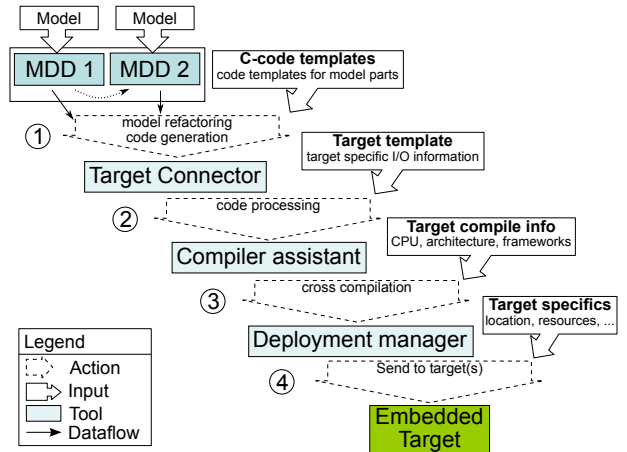 Model
Model
MDD 1
MDD 2
C-code templates
code templates for model parts
1
model refactoring
code generation
Target template
target specific I/O information
Target Connector
2
code processing
Target compile info
CPU, architecture, frameworks
Compiler assistant
3
cross compilation
Target specifics
location, resources, ...
Deployment manager
4
Send to target(s)
Embedded
Target
Legend
Action
Input
Tool
Dataflow